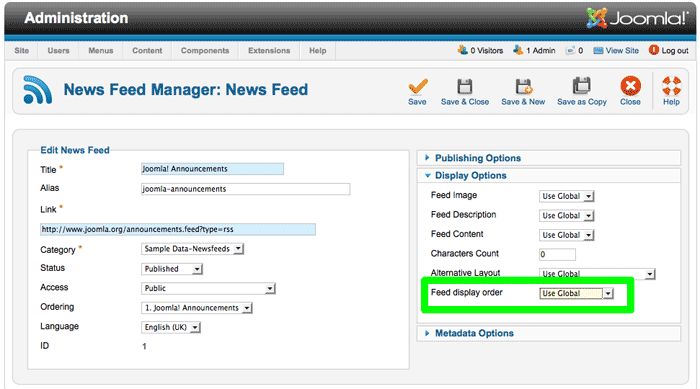 Administration
Joomla!®
Site Users Menus Content Components Extensions Help
0 Visitors 1 Admin 0 View Site Log out
News Feed Manager: News Feed
Save Save & Close Save & New Save as Copy Close Help
Edit News Feed
Title * Joomla! Announcements
Alias joomla-announcements
Link *
http://www.joomla.org/announcements.feed?type=rss
Category * Sample Data-Newsfeeds
Status Published
Access Public
Ordering 1. Joomla! Announcements
Language English (UK)
ID 1
Publishing Options
Display Options
Feed Image Use Global
Feed Description Use Global
Feed Content Use Global
Characters Count 0
Alternative Layout Use Global
Feed display order Use Global
Metadata Options